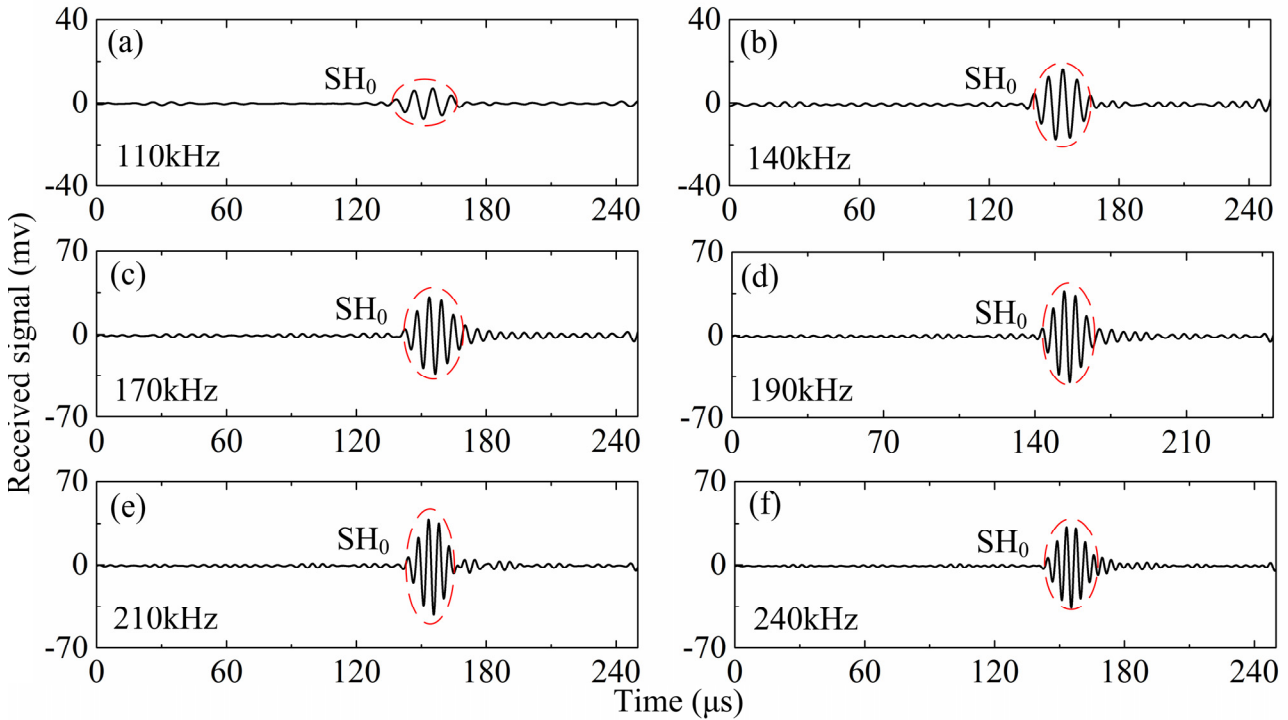 Received signal (mv)
40
0
-40
(a)
SH₀
110kHz
0 60 120 180 240
40
0
-40
(b)
SH₀
140kHz
0 60 120 180 240
70
0
-70
(c)
SH₀
170kHz
0 60 120 180 240
70
0
-70
(d)
SH₀
190kHz
0 70 140 210
70
0
-70
(e)
SH₀
210kHz
0 60 120 180 240
70
0
-70
(f)
SH₀
240kHz
0 60 120 180 240
Time (μs)